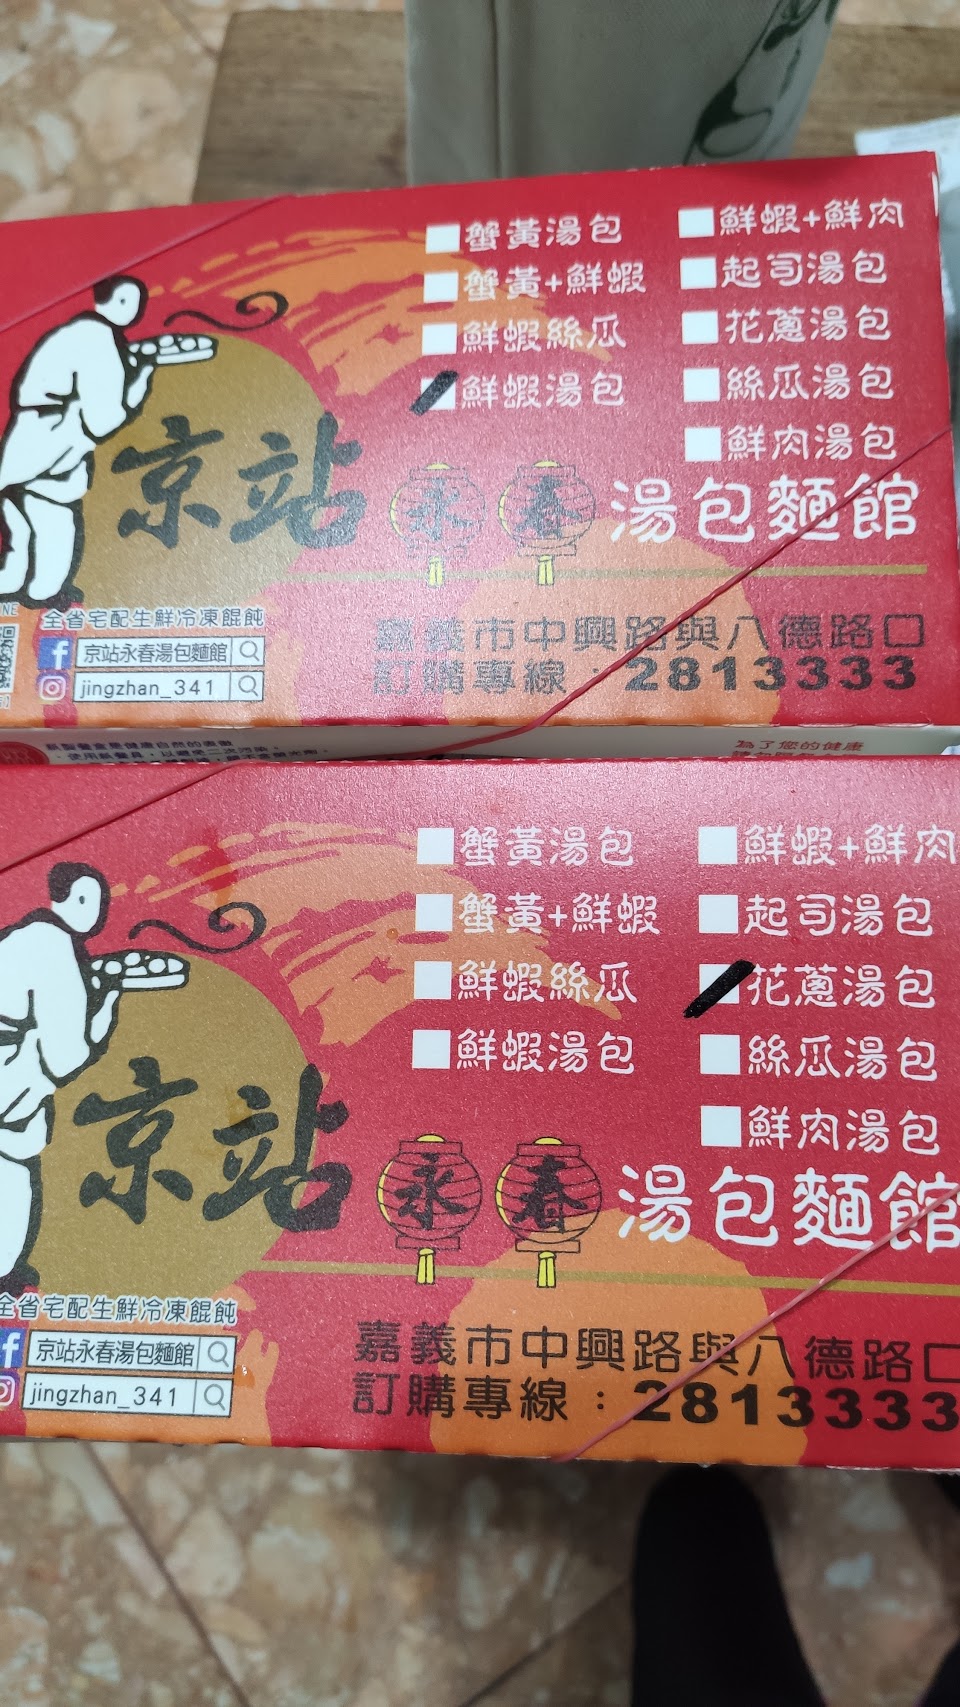 蟹黃湯包
鮮蝦+鮮肉
蟹黃+鮮蝦
起司湯包
鮮蝦絲瓜
花蔥湯包
鮮蝦湯包
絲瓜湯包
鮮肉湯包
京站永春湯包麵館
全省宅配生鮮冷凍餛飩
京站永春湯包麵館
jingzhan_341
嘉義市中興路與八德路口
訂購專線：2813333
為了您的健康
蟹黃湯包
鮮蝦+鮮肉
蟹黃+鮮蝦
起司湯包
鮮蝦絲瓜
花蔥湯包
鮮蝦湯包
絲瓜湯包
鮮肉湯包
京站永春湯包麵館
全省宅配生鮮冷凍餛飩
京站永春湯包麵館
jingzhan_341
嘉義市中興路與八德路口
訂購專線：2813333